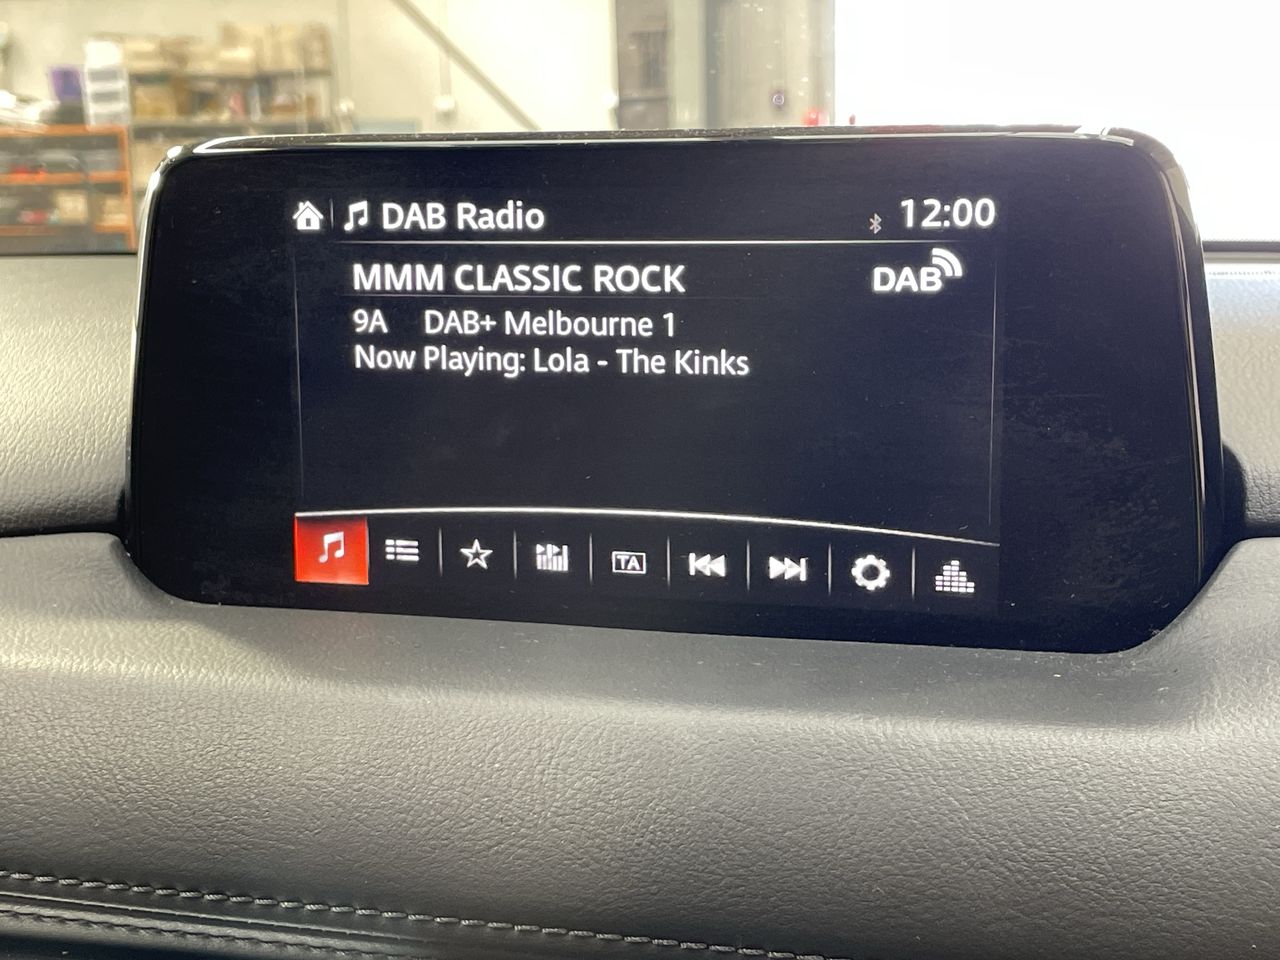 DAB Radio 12:00
MMM CLASSIC ROCK DAB
9A DAB+ Melbourne 1
Now Playing: Lola - The Kinks
TA